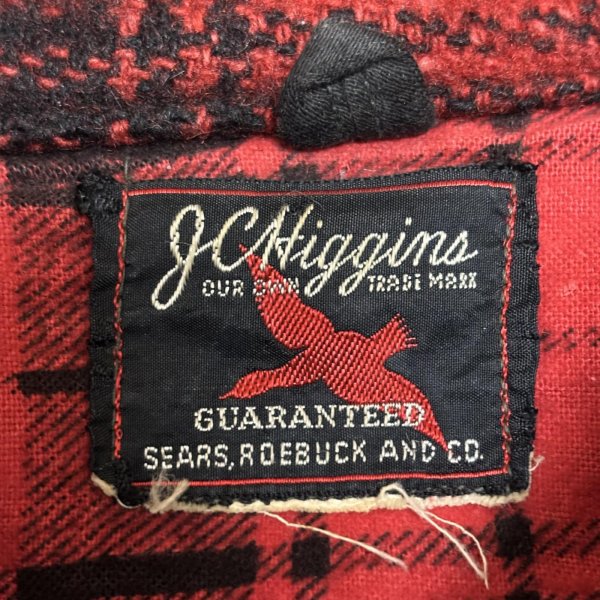 JCHiggins
OUR OWN TRADE MARK
GUARANTEED
SEARS, ROEBUCK AND CO.